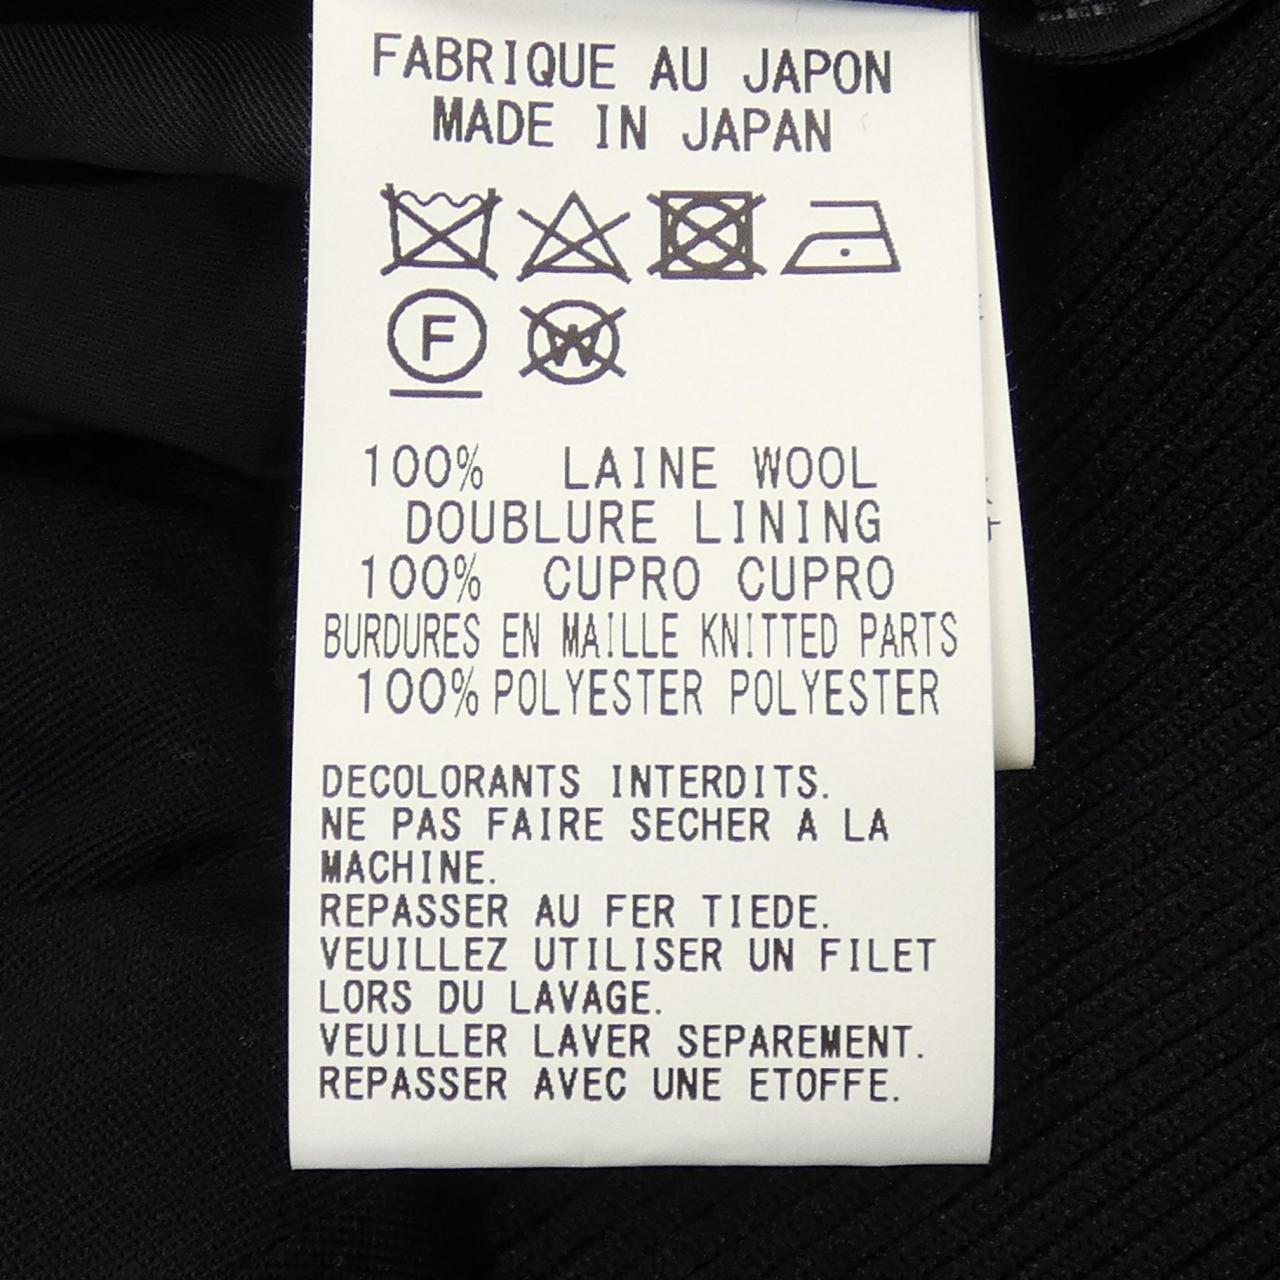 FABRIQUE AU JAPON
MADE IN JAPAN
F
W
100% LAINE WOOL
DOUBLURE LINING
100% CUPRO CUPRO
BURDURES EN MAILLE KNITTED PARTS
100% POLYESTER POLYESTER
DECOLORANTS INTERDITS.
NE PAS FAIRE SECHER A LA
MACHINE.
REPASSER AU FER TIEDE.
VEUILLEZ UTILISER UN FILET
LORS DU LAVAGE.
VEUILLER LAVER SEPAREMENT.
REPASSER AVEC UNE ETOFFE.